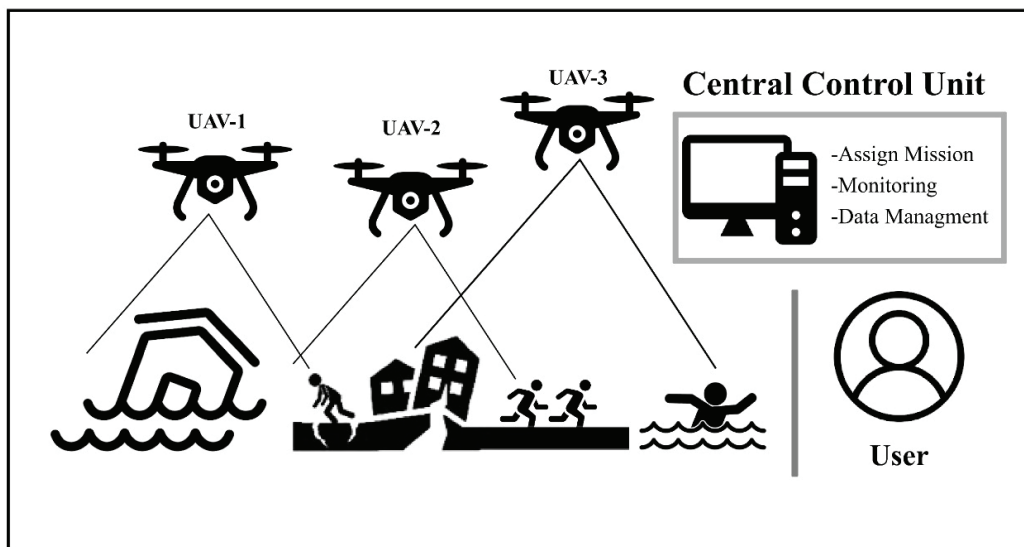 UAV-1
UAV-2
UAV-3
Central Control Unit
-Assign Mission
-Monitoring
-Data Managment
User